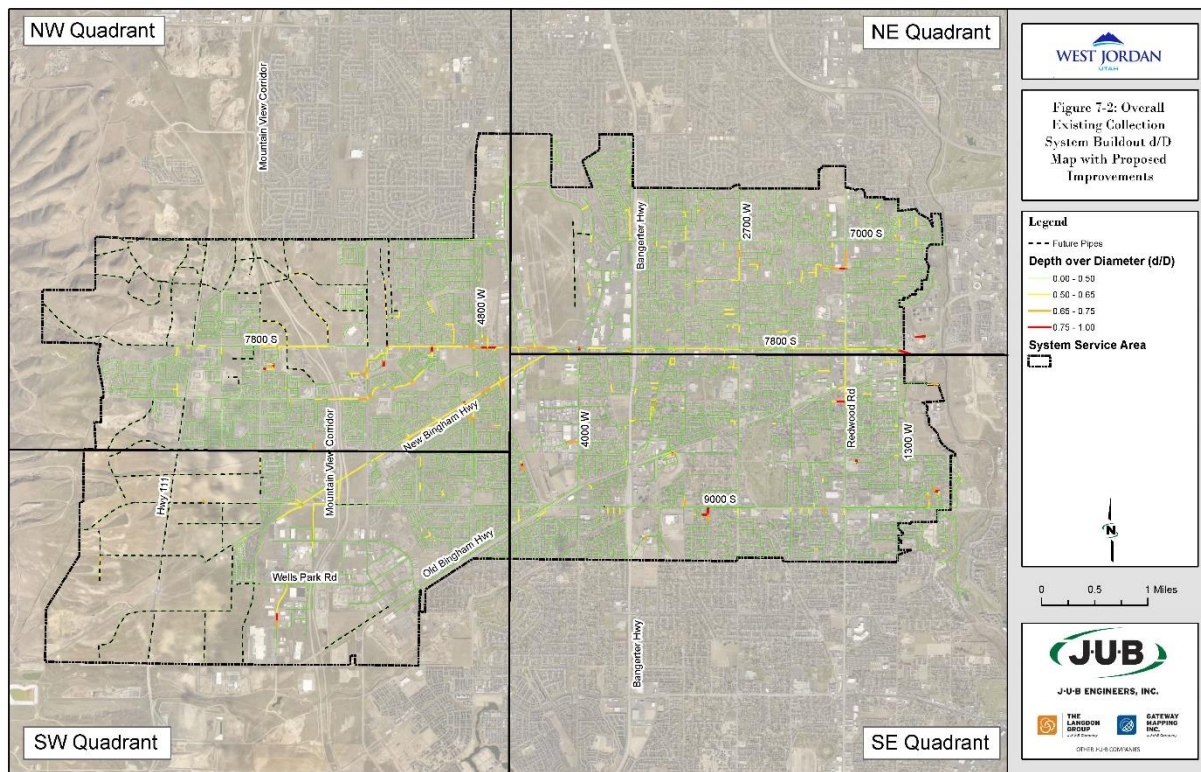 NW Quadrant
NE Quadrant
Mountain View Corridor
Bangerter Hwy
2700 W
7000 S
4800 W
7800 S
7800 S
New Bingham Hwy
4000 W
Redwood Rd
1300 W
Mountain View Corridor
Hwy 111
9000 S
Old Bingham Hwy
Wells Park Rd
Bangerter Hwy
SW Quadrant
SE Quadrant
WEST JORDAN
UTAH
Figure 7-2: Overall
Existing Collection
System Buildout d/D
Map with Proposed
Improvements
Legend
Future Pipes
Depth over Diameter (d/D)
0.00 - 0.50
0.50 - 0.65
0.65 - 0.75
0.75 - 1.00
System Service Area
N
0 0.5 1 Miles
J·U·B
J·U·B ENGINEERS, INC.
THE
LANGDON
GROUP
GATEWAY
MAPPING
INC.
OTHER J·U·B COMPANIES